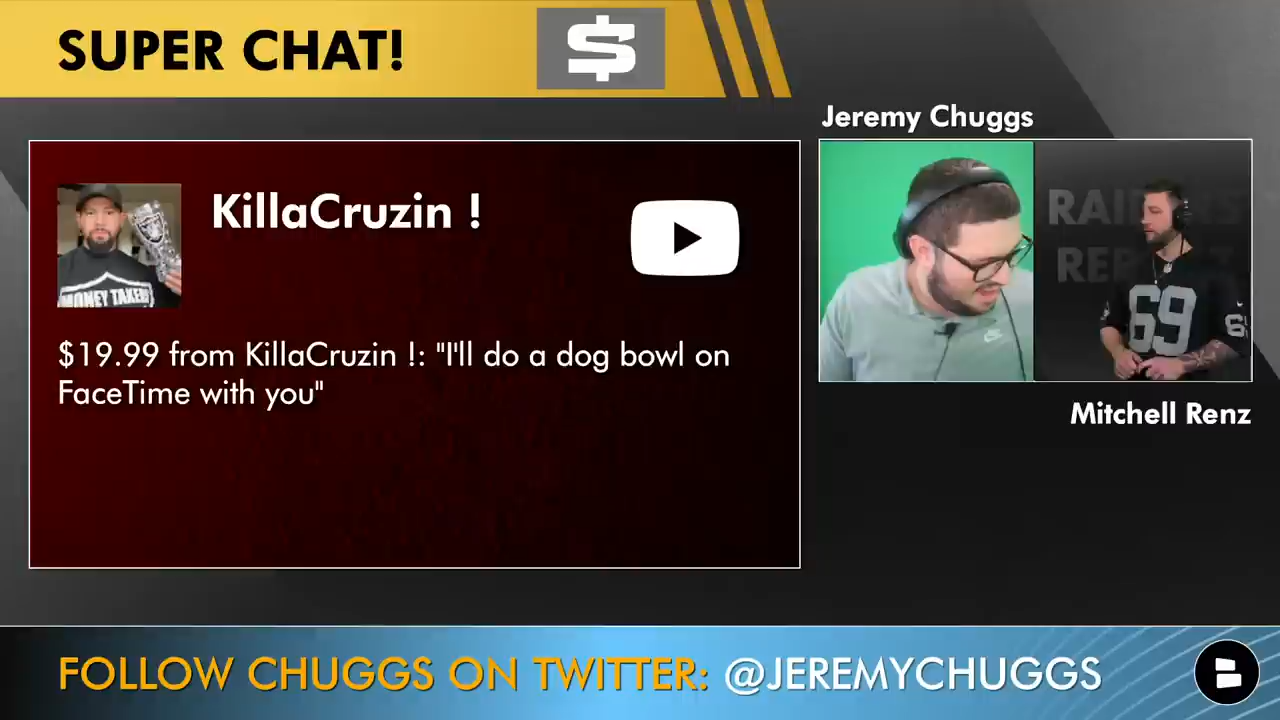 SUPER CHAT!
$
Jeremy Chuggs
KillaCruzin !
MONEY TAKER
$19.99 from KillaCruzin !: "I'll do a dog bowl on
FaceTime with you"
69
Mitchell Renz
FOLLOW CHUGGS ON TWITTER: @JEREMYCHUGGS